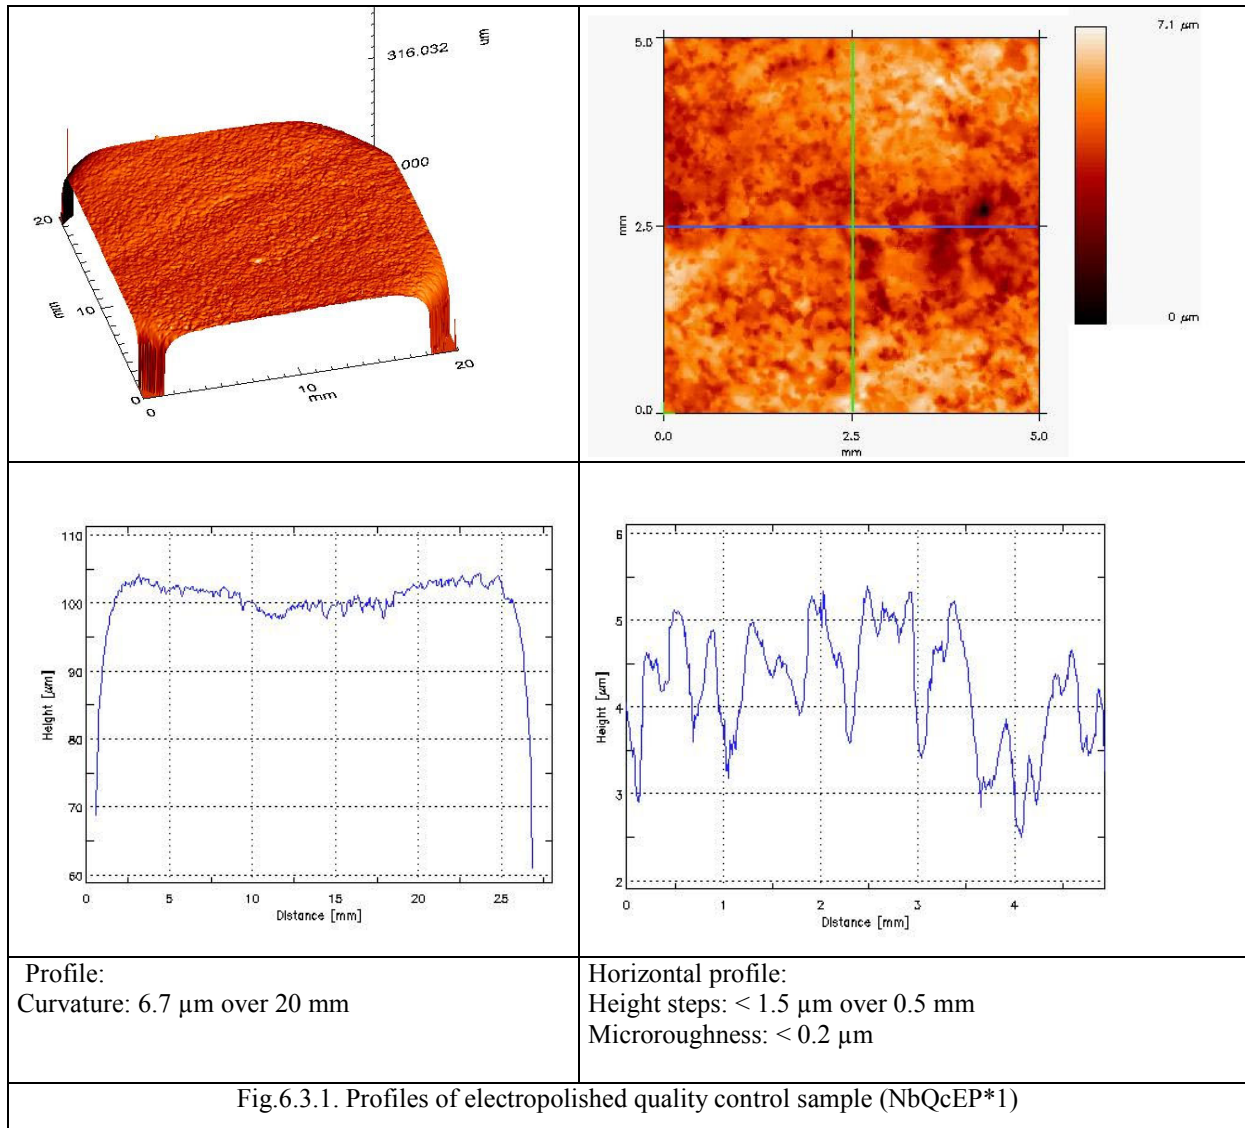 316.032
um
000
20
10
mm
0
0
10
mm
20
7.1 µm
0 µm
5.0
2.5
mm
0.0
0.0
2.5
5.0
mm
110
100
90
80
70
60
Height [µm]
0
5
10
15
20
25
Distance [mm]
6
5
4
3
2
Height [µm]
0
1
2
3
4
Distance [mm]
Profile:
Curvature: 6.7 µm over 20 mm
Horizontal profile:
Height steps: < 1.5 µm over 0.5 mm
Microroughness: < 0.2 µm
Fig.6.3.1. Profiles of electropolished quality control sample (NbQcEP*1)